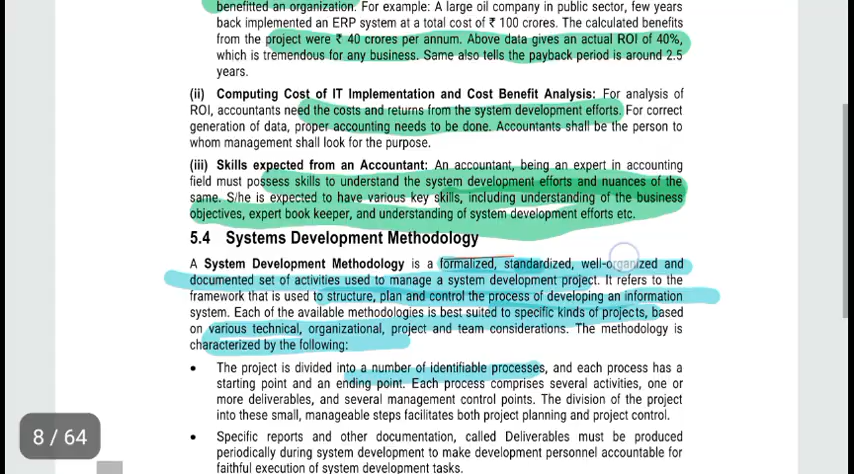 benefitted an organization. For example: A large oil company in public sector, few years
back implemented an ERP system at a total cost of ₹ 100 crores. The calculated benefits
from the project were ₹ 40 crores per annum. Above data gives an actual ROI of 40%,
which is tremendous for any business. Same also tells the payback period is around 2.5
years.
(ii) Computing Cost of IT Implementation and Cost Benefit Analysis: For analysis of
ROI, accountants need the costs and returns from the system development efforts. For correct
generation of data, proper accounting needs to be done. Accountants shall be the person to
whom management shall look for the purpose.
(iii) Skills expected from an Accountant: An accountant, being an expert in accounting
field must possess skills to understand the system development efforts and nuances of the
same. S/he is expected to have various key skills, including understanding of the business
objectives, expert book keeper, and understanding of system development efforts etc.
5.4 Systems Development Methodology
A System Development Methodology is a formalized, standardized, well-organized and
documented set of activities used to manage a system development project. It refers to the
framework that is used to structure, plan and control the process of developing an information
system. Each of the available methodologies is best suited to specific kinds of projects, based
on various technical, organizational, project and team considerations. The methodology is
characterized by the following:
• The project is divided into a number of identifiable processes, and each process has a
starting point and an ending point. Each process comprises several activities, one or
more deliverables, and several management control points. The division of the project
into these small, manageable steps facilitates both project planning and project control.
• Specific reports and other documentation, called Deliverables must be produced
periodically during system development to make development personnel accountable for
faithful execution of system development tasks.
8 / 64